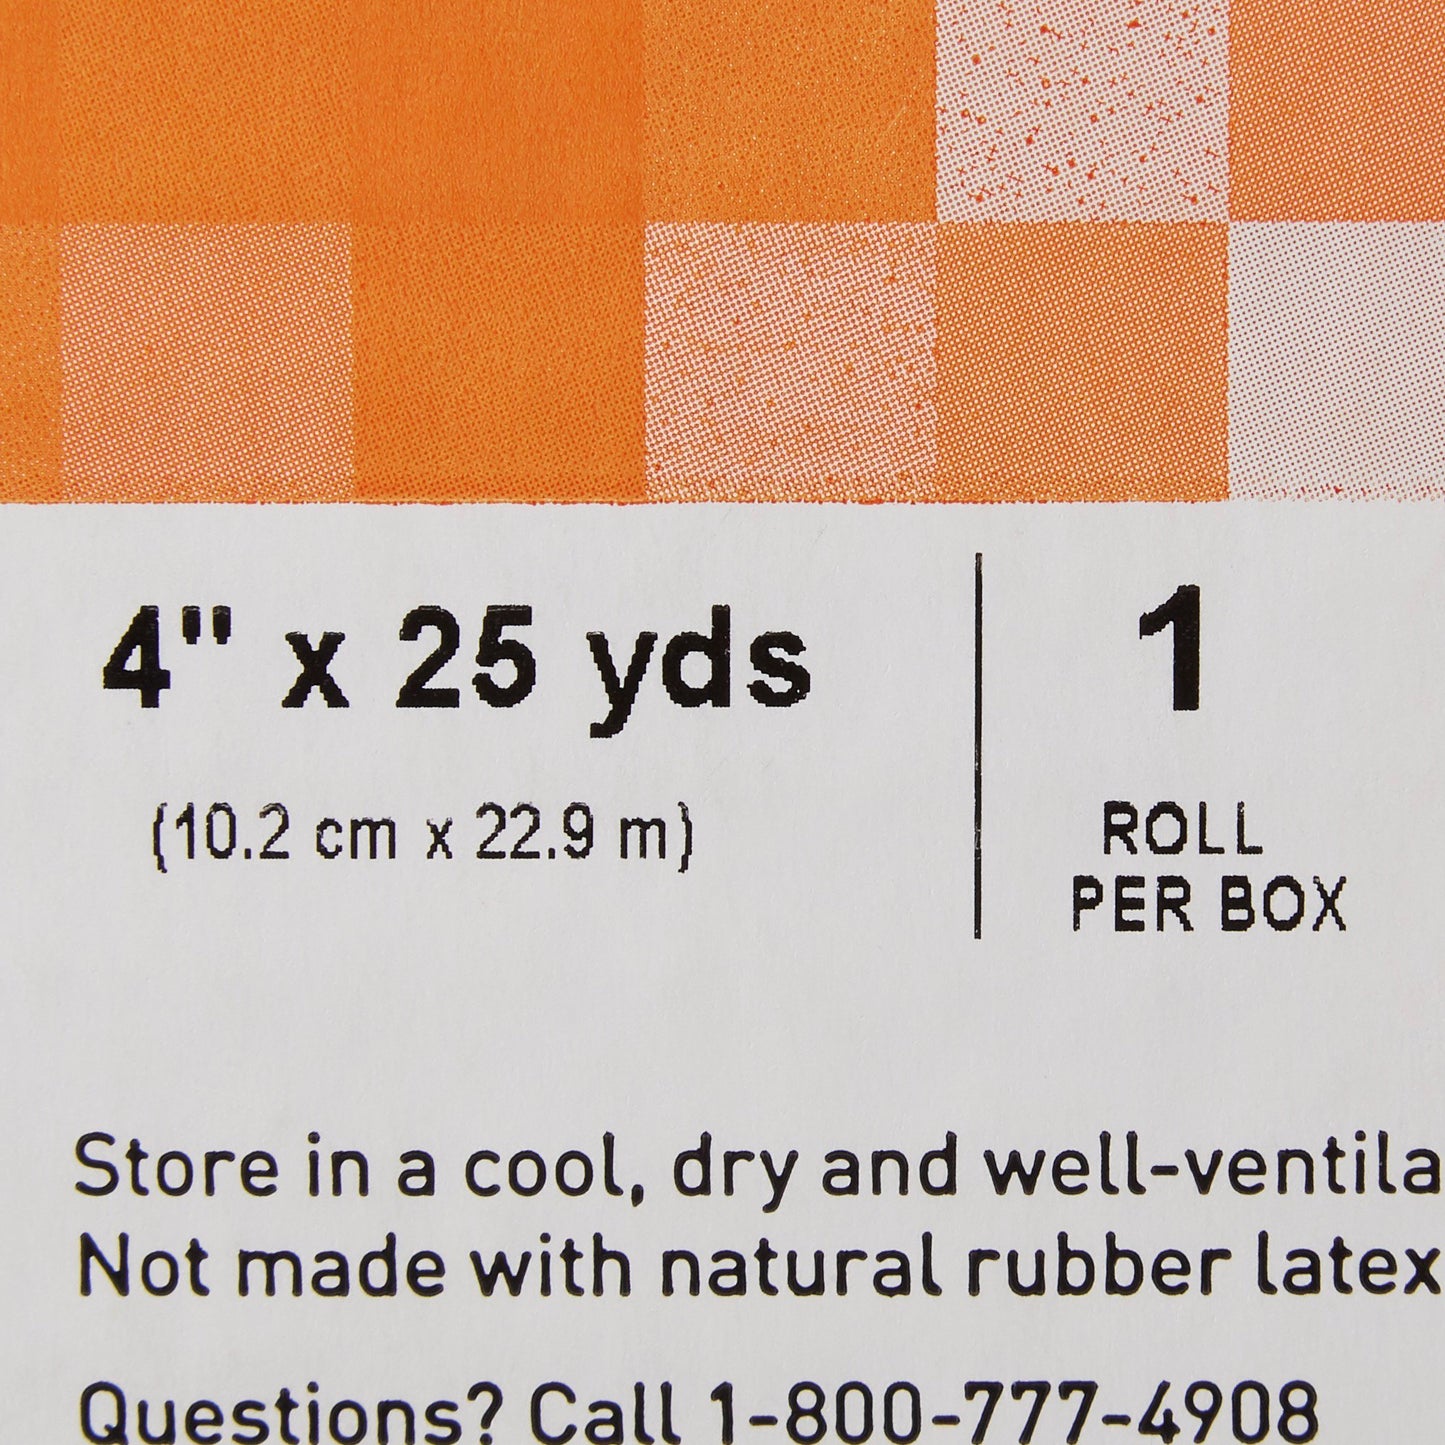 4" x 25 yds
(10.2 cm x 22.9 m)
1
ROLL
PER BOX
Store in a cool, dry and well-ventila
Not made with natural rubber latex
Questions? Call 1-800-777-4908